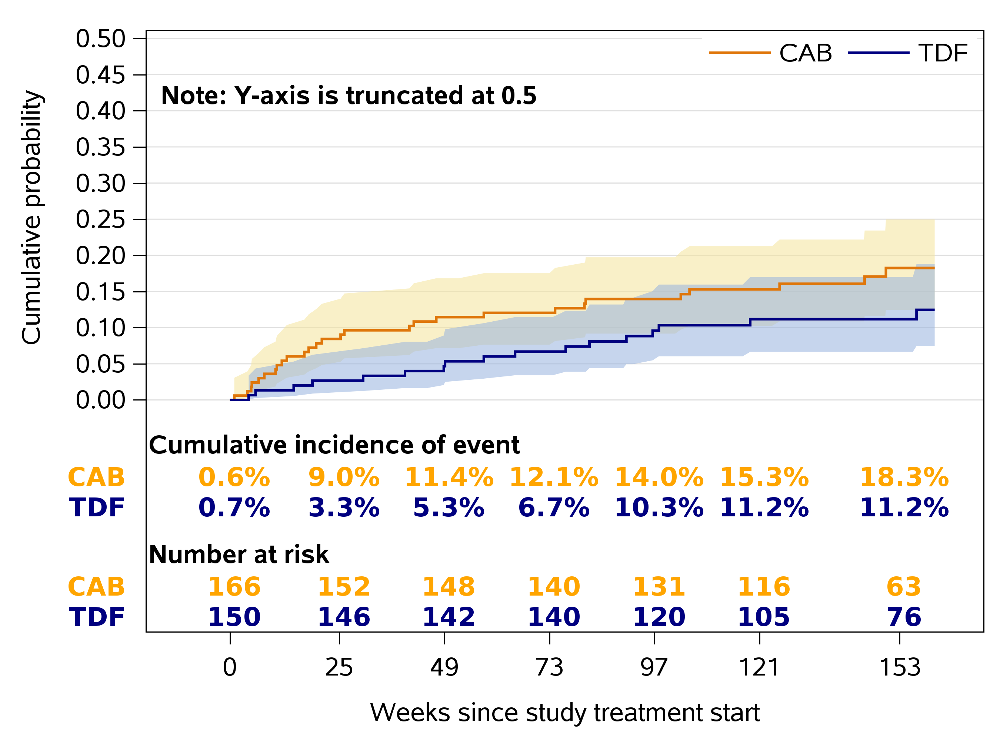 0.50
CAB TDF
0.45
Note: Y-axis is truncated at 0.5
0.40
0.35
0.30
0.25
0.20
0.15
0.10
0.05
0.00
Cumulative probability
Cumulative incidence of event
CAB 0.6% 9.0% 11.4% 12.1% 14.0% 15.3% 18.3%
TDF 0.7% 3.3% 5.3% 6.7% 10.3% 11.2% 11.2%
Number at risk
CAB 166 152 148 140 131 116 63
TDF 150 146 142 140 120 105 76
0 25 49 73 97 121 153
Weeks since study treatment start